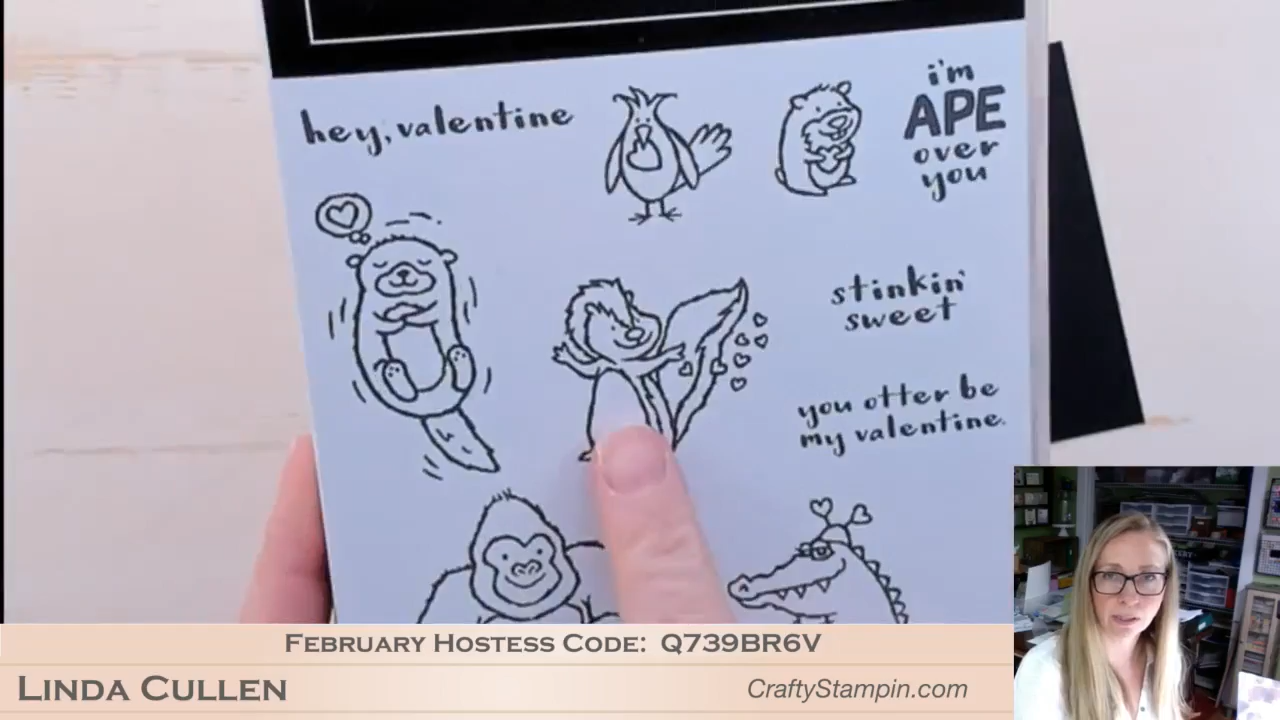 hey, valentine
i'm
APE
over
you
stinkin'
sweet
you otter be
my valentine.
February Hostess Code: Q739BR6V
Linda Cullen
CraftyStampin.com